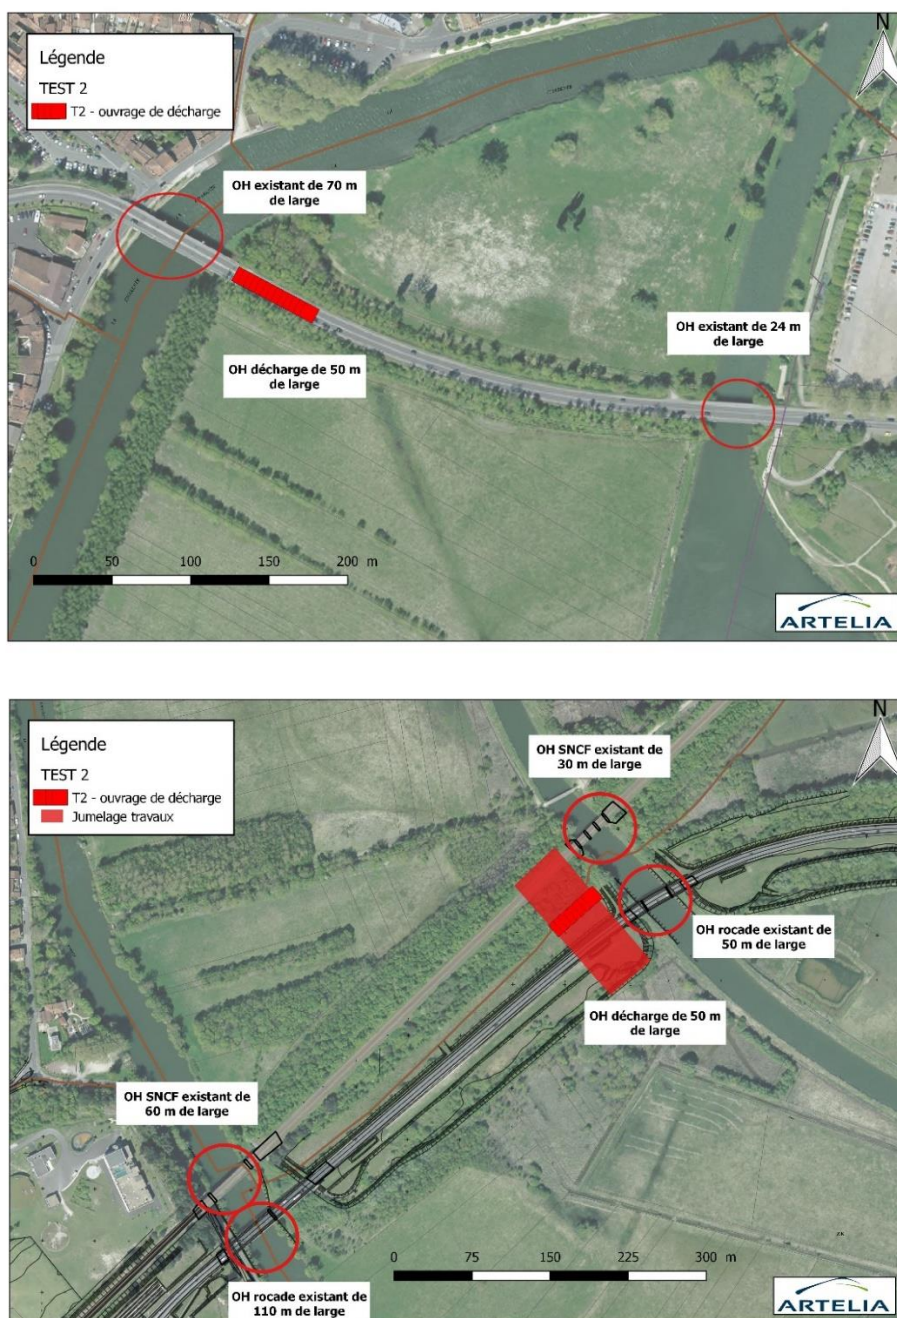 N
Légende
TEST 2
T2 - ouvrage de décharge
OH existant de 70 m
de large
OH existant de 24 m
de large
OH décharge de 50 m
de large
0 50 100 150 200 m
ARTELIA
N
Légende
TEST 2
T2 - ouvrage de décharge
Jumelage travaux
OH SNCF existant de
30 m de large
OH rocade existant de
50 m de large
OH décharge de 50 m
de large
OH SNCF existant de
60 m de large
0 75 150 225 300 m
OH rocade existant de
110 m de large
ARTELIA